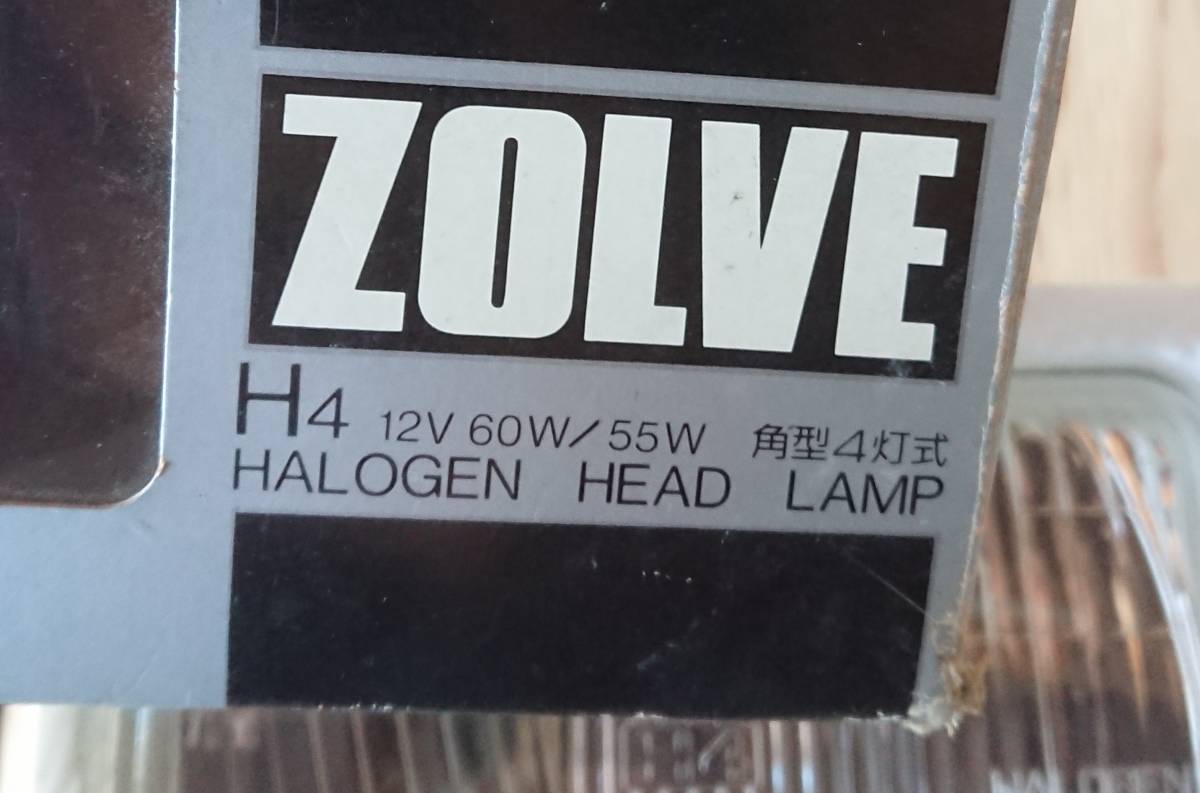 ZOLVE
H4 12V 60W/55W 角型4灯式
HALOGEN HEAD LAMP